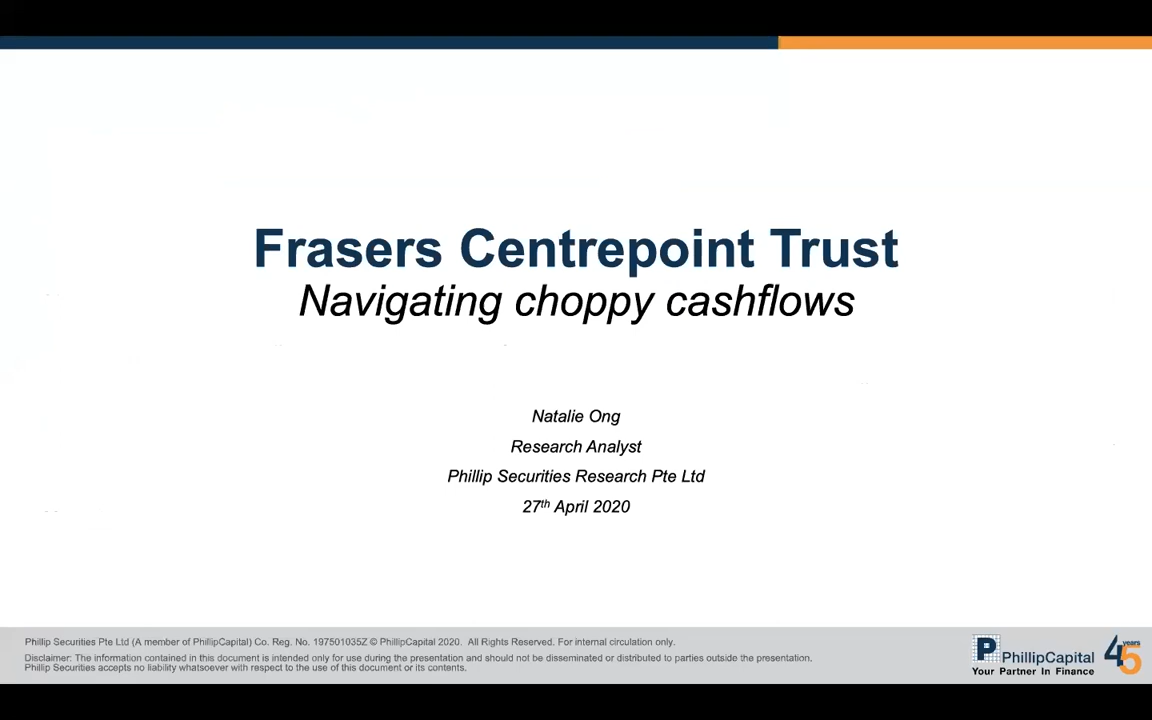 Frasers Centrepoint Trust
Navigating choppy cashflows
Natalie Ong
Research Analyst
Phillip Securities Research Pte Ltd
27th April 2020
Phillip Securities Pte Ltd (A member of PhillipCapital) Co. Reg. No. 197501035Z © PhillipCapital 2020. All Rights Reserved. For internal circulation only.
Disclaimer: The information contained in this document is intended only for use during the presentation and should not be disseminated or distributed to parties outside the presentation.
Phillip Securities accepts no liability whatsoever with respect to the use of this document or its contents.
P PhillipCapital
Your Partner In Finance
45 years